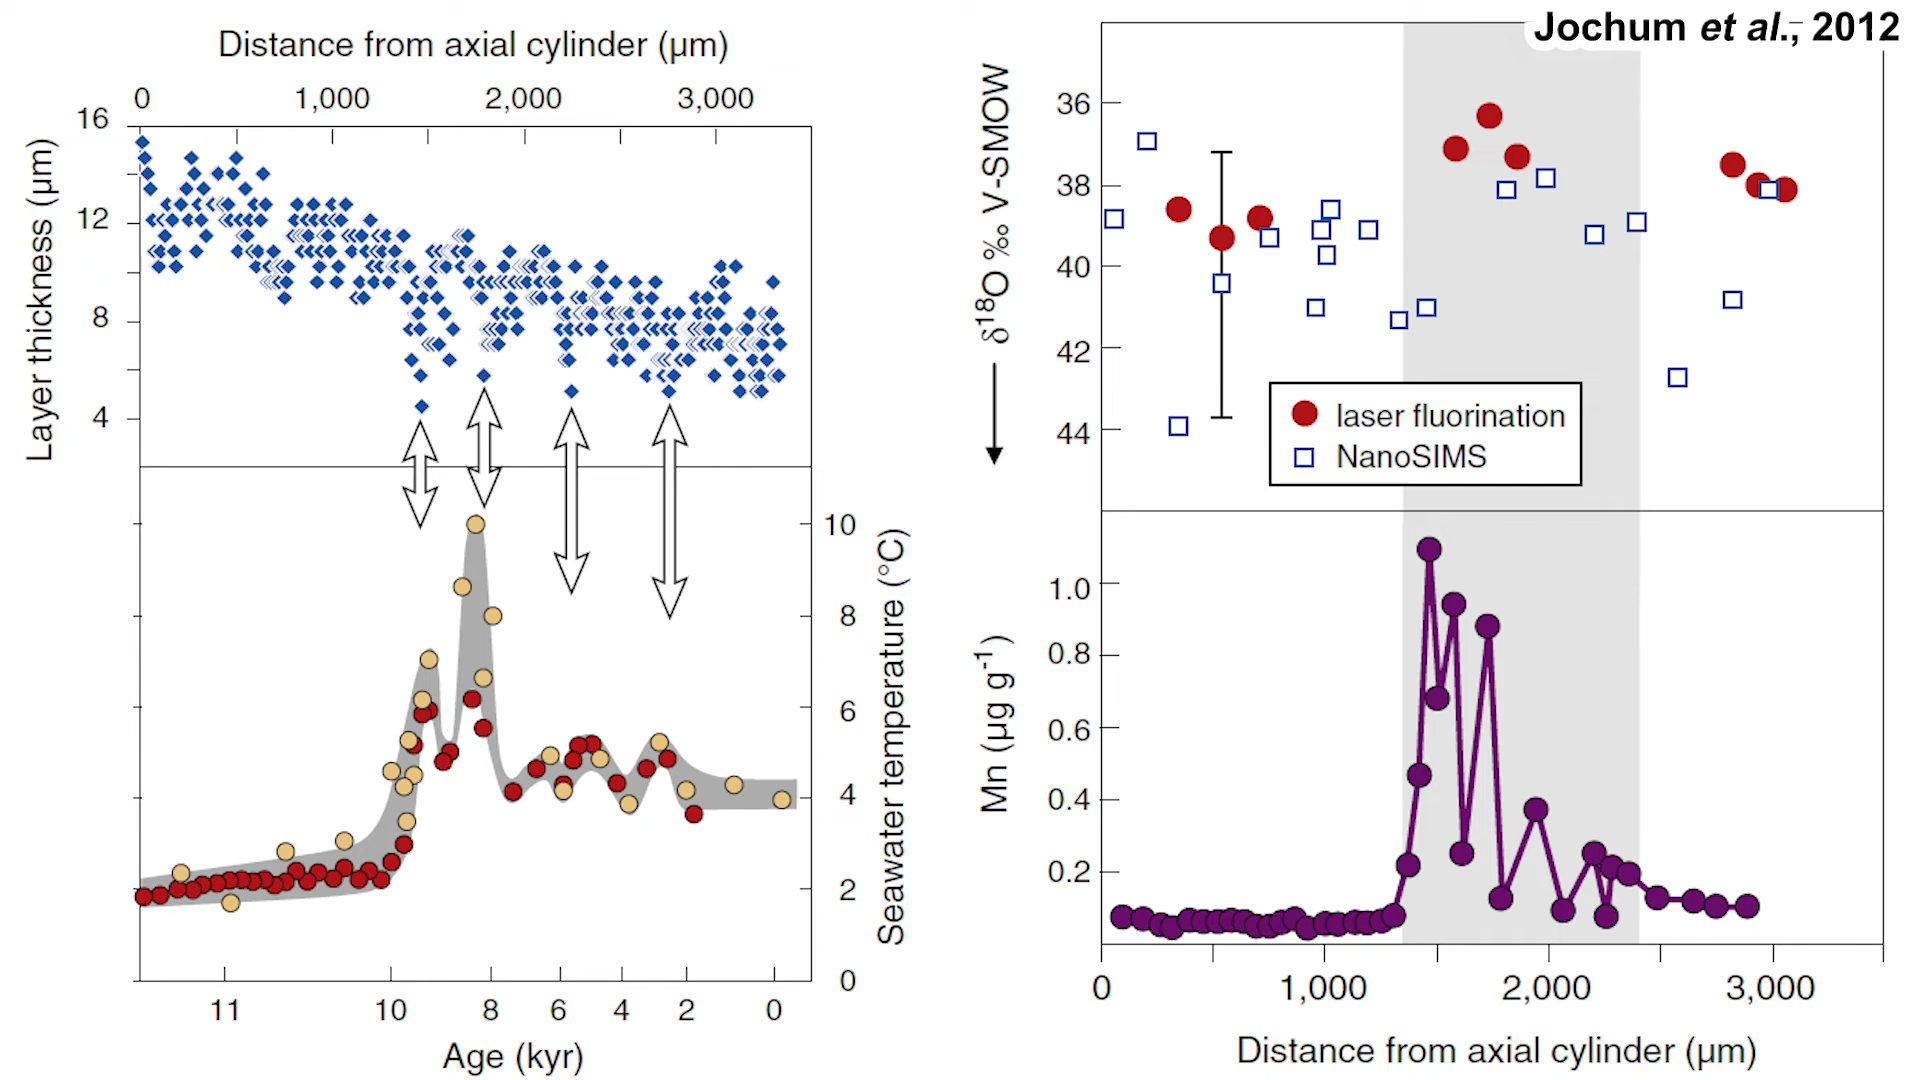 Jochum et al., 2012
Distance from axial cylinder (µm)
0 1,000 2,000 3,000
Layer thickness (µm)
16
12
8
4
Seawater temperature (°C)
10
8
6
4
2
0
11 10 8 6 4 2 0
Age (kyr)
δ18O ‰ V-SMOW
36
38
40
42
44
laser fluorination
NanoSIMS
Mn (µg g-1)
1.0
0.8
0.6
0.4
0.2
0 1,000 2,000 3,000
Distance from axial cylinder (µm)